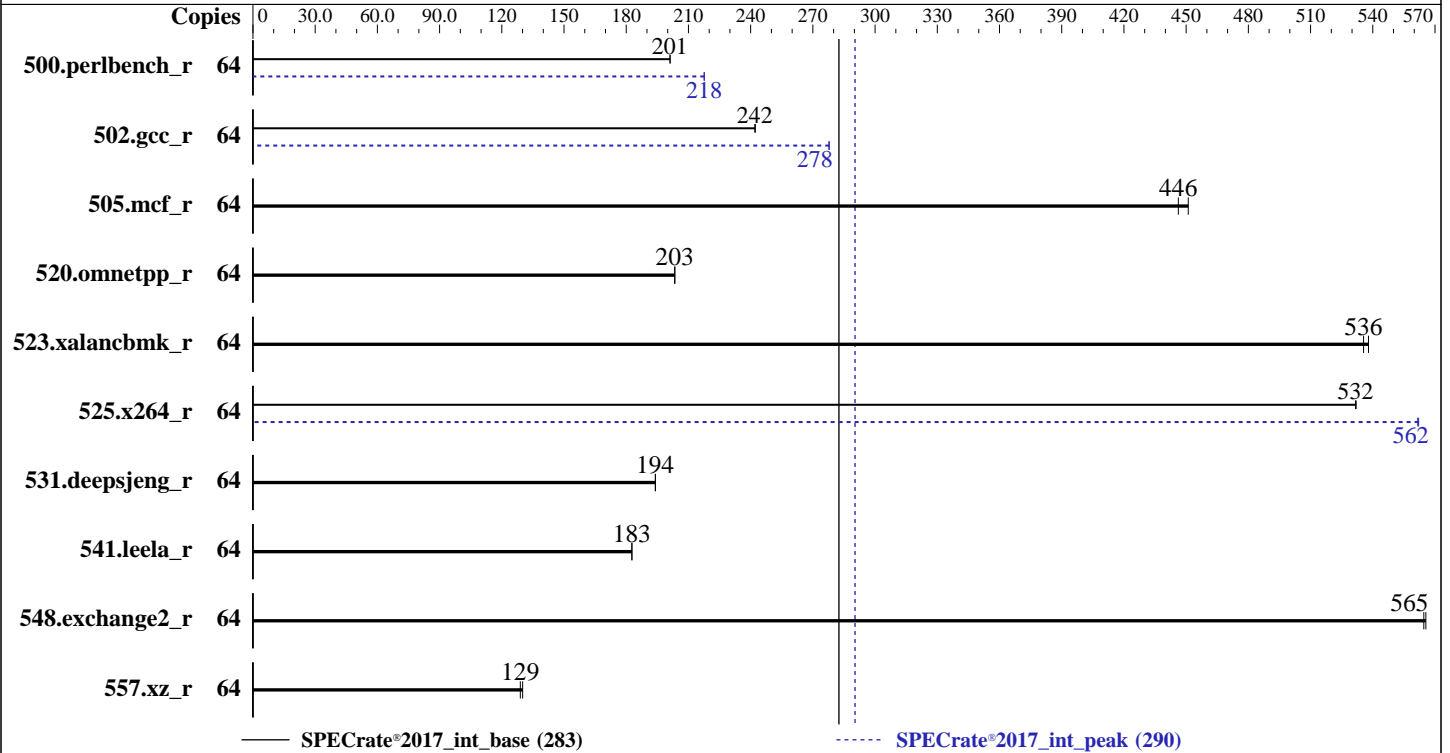 Copies 0 30.0 60.0 90.0 120 150 180 210 240 270 300 330 360 390 420 450 480 510 540 570
500.perlbench_r 64 201
218
502.gcc_r 64 242
278
505.mcf_r 64 446
520.omnetpp_r 64 203
523.xalancbmk_r 64 536
525.x264_r 64 532
562
531.deepsjeng_r 64 194
541.leela_r 64 183
548.exchange2_r 64 565
557.xz_r 64 129
SPECrate®2017_int_base (283) SPECrate®2017_int_peak (290)